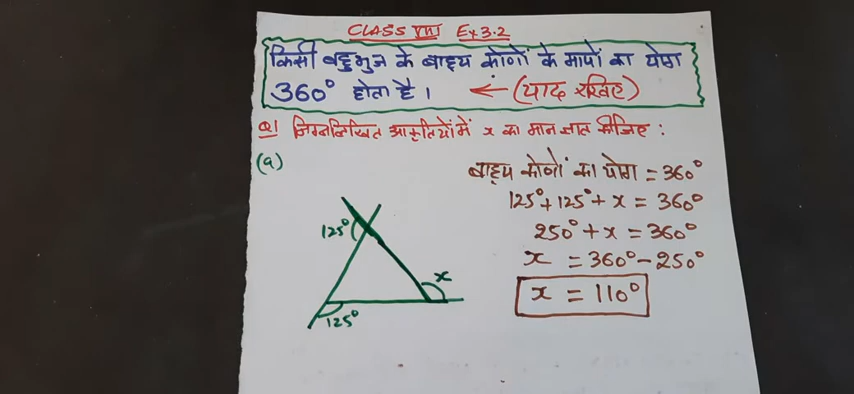 CLASS VIII Ex 3.2
किसी बहुभुज के बाह्य कोणों के मापों का योग
360° होता है। ← (याद रखिए)
Q1 निम्नलिखित आकृतियों में x का मान ज्ञात कीजिए :
(a)
बाह्य कोणों का योग = 360°
125° + 125° + x = 360°
250° + x = 360°
x = 360° - 250°
x = 110°
125°
x
125°